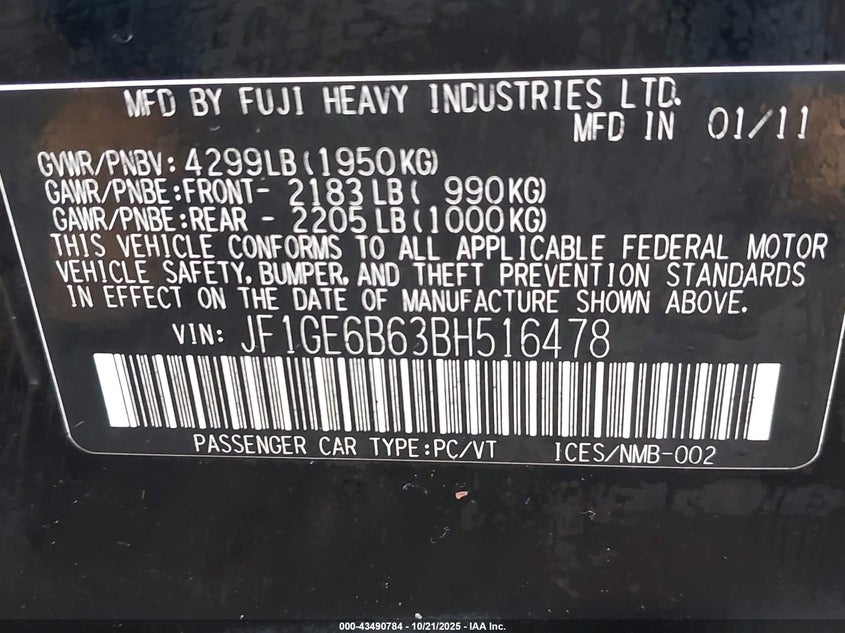 MFD BY FUJI HEAVY INDUSTRIES LTD.
MFD IN 01/11
GVWR/PNBV: 4299LB(1950KG)
GAWR/PNBE:FRONT- 2183 LB( 990KG)
GAWR/PNBE:REAR - 2205 LB(1000KG)
THIS VEHICLE CONFORMS TO ALL APPLICABLE FEDERAL MOTOR
VEHICLE SAFETY, BUMPER, AND THEFT PREVENTION STANDARDS
IN EFFECT ON THE DATE OF MANUFACTURE SHOWN ABOVE.
VIN: JF1GE6B63BH516478
PASSENGER CAR TYPE:PC/VT ICES/NMB-002
000-43490784 - 10/21/2025 - IAA Inc.